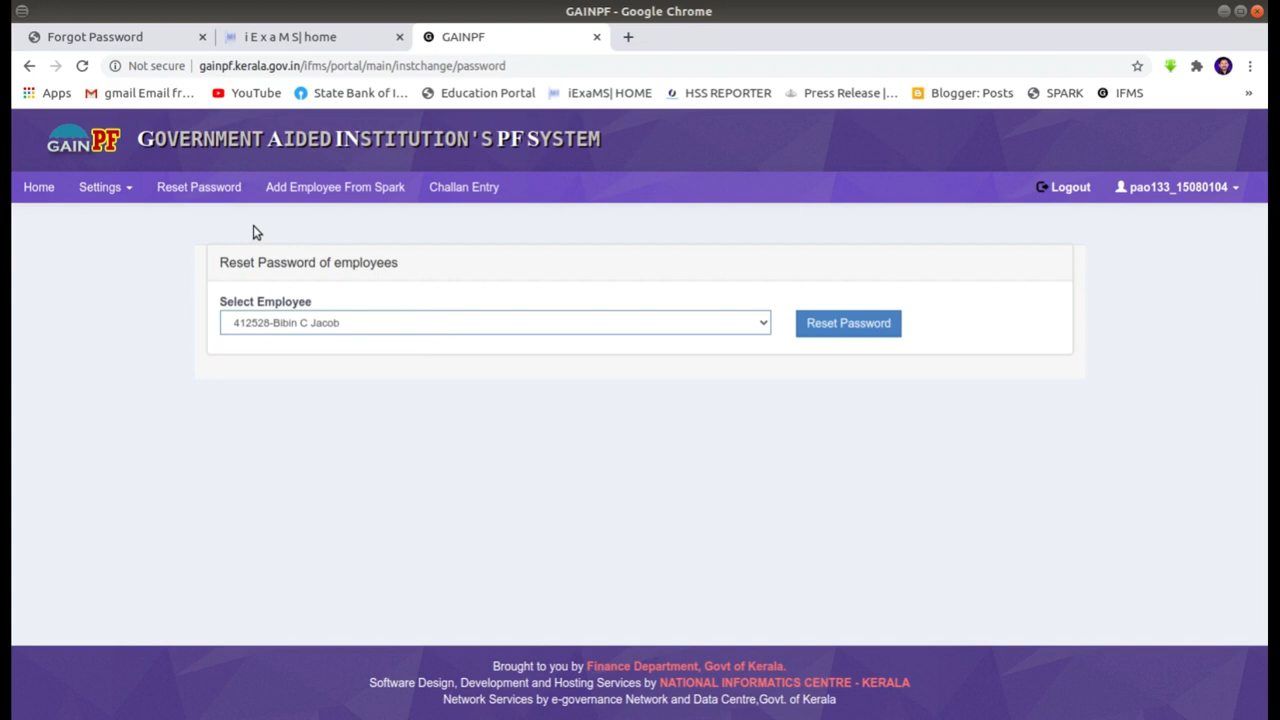 GAINPF - Google Chrome
Forgot Password
i E x a M S| home
GAINPF
Not secure | gainpf.kerala.gov.in/ifms/portal/main/instchange/password
Apps gmail Email fr... YouTube State Bank of I... Education Portal iExaMS| HOME HSS REPORTER Press Release |... Blogger: Posts SPARK IFMS »
GAINPF GOVERNMENT AIDED INSTITUTION'S PF SYSTEM
Home Settings Reset Password Add Employee From Spark Challan Entry Logout pao133_15080104
Reset Password of employees
Select Employee
412528-Bibin C Jacob
Reset Password
Brought to you by Finance Department, Govt of Kerala.
Software Design, Development and Hosting Services by NATIONAL INFORMATICS CENTRE - KERALA
Network Services by e-governance Network and Data Centre,Govt. of Kerala